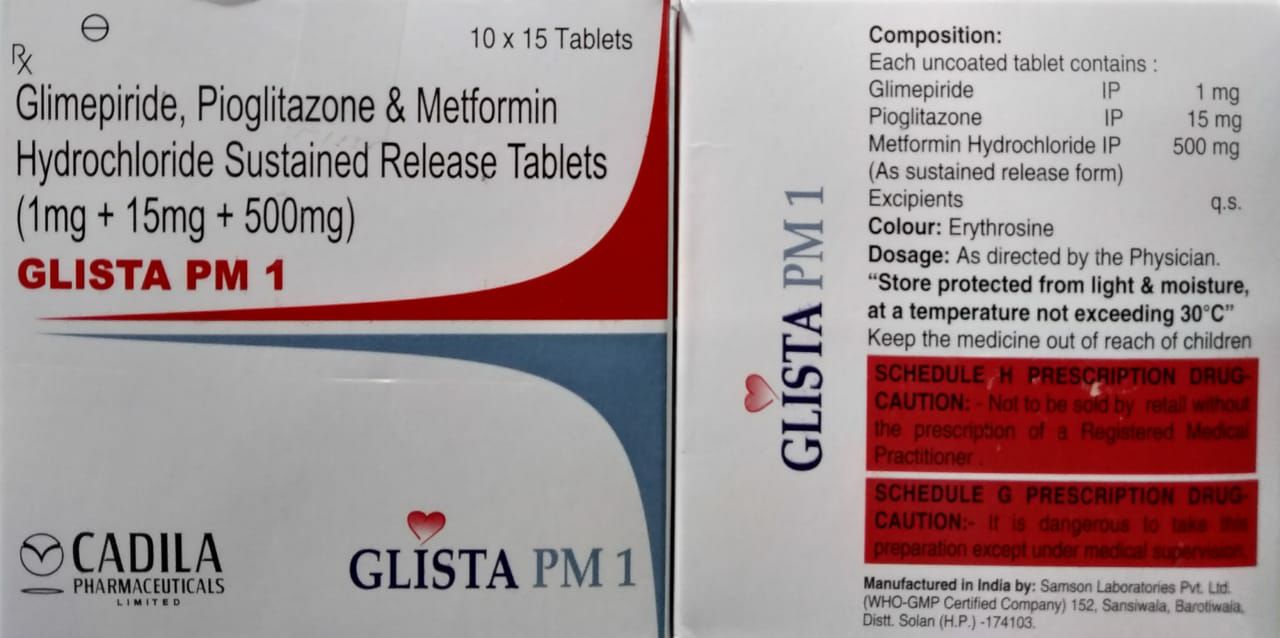 10 x 15 Tablets
Rx
Glimepiride, Pioglitazone & Metformin
Hydrochloride Sustained Release Tablets
(1mg + 15mg + 500mg)
GLISTA PM 1
CADILA
PHARMACEUTICALS
LIMITED
GLISTA PM 1
GLISTA PM 1
Composition:
Each uncoated tablet contains :
Glimepiride IP 1 mg
Pioglitazone IP 15 mg
Metformin Hydrochloride IP 500 mg
(As sustained release form)
Excipients q.s.
Colour: Erythrosine
Dosage: As directed by the Physician.
“Store protected from light & moisture,
at a temperature not exceeding 30°C”
Keep the medicine out of reach of children
SCHEDULE H PRESCRIPTION DRUG-
CAUTION: - Not to be sold by retail without
the prescription of a Registered Medical
Practitioner .
SCHEDULE G PRESCRIPTION DRUG-
CAUTION:- It is dangerous to take this
preparation except under medical supervision.
Manufactured in India by: Samson Laboratories Pvt. Ltd.
(WHO-GMP Certified Company) 152, Sansiwala, Barotiwala,
Distt. Solan (H.P.) -174103.